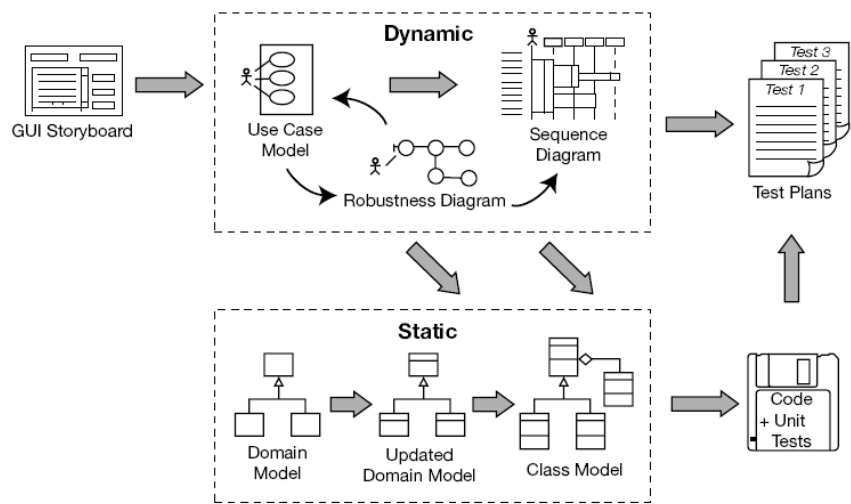 Dynamic
GUI Storyboard
Use Case
Model
Sequence
Diagram
Robustness Diagram
Test 3
Test 2
Test 1
Test Plans
Static
Domain
Model
Updated
Domain Model
Class Model
Code
+ Unit
Tests